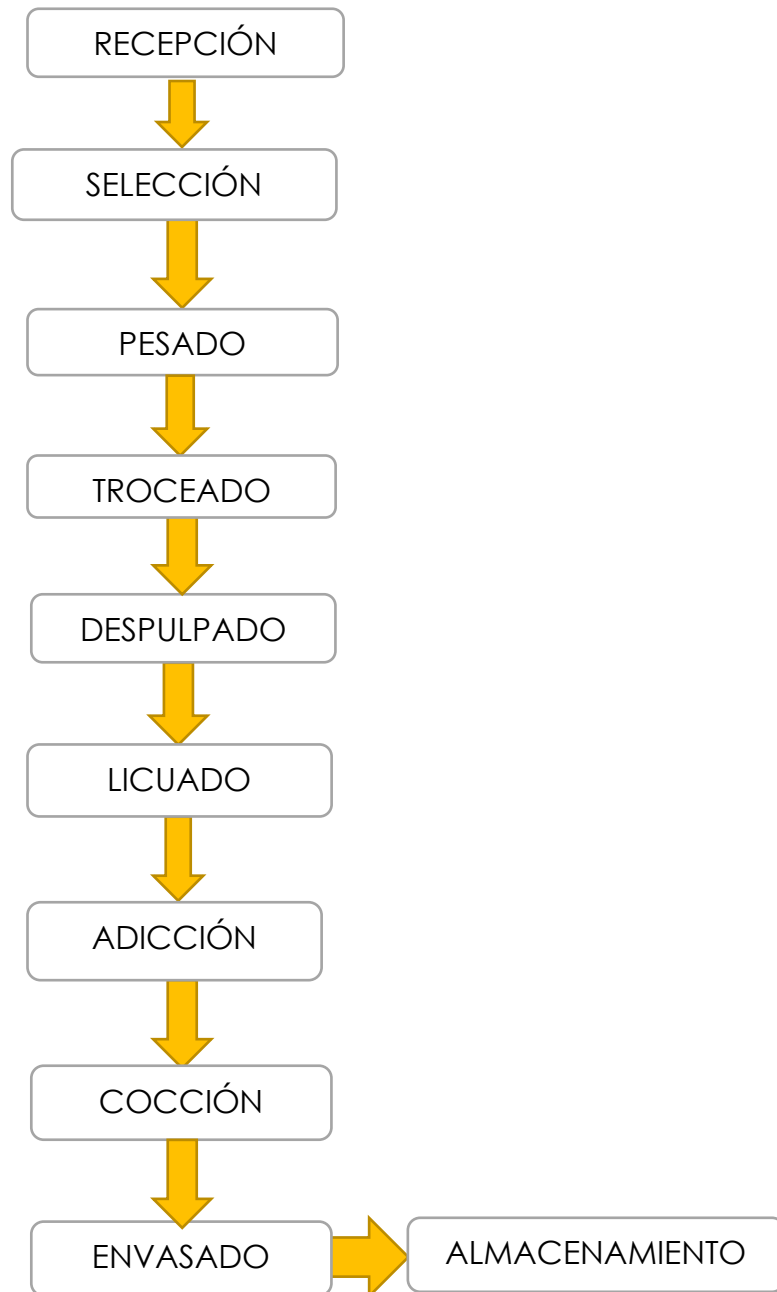 RECEPCIÓN
SELECCIÓN
PESADO
TROCEADO
DESPULPADO
LICUADO
ADICCIÓN
COCCIÓN
ENVASADO
ALMACENAMIENTO